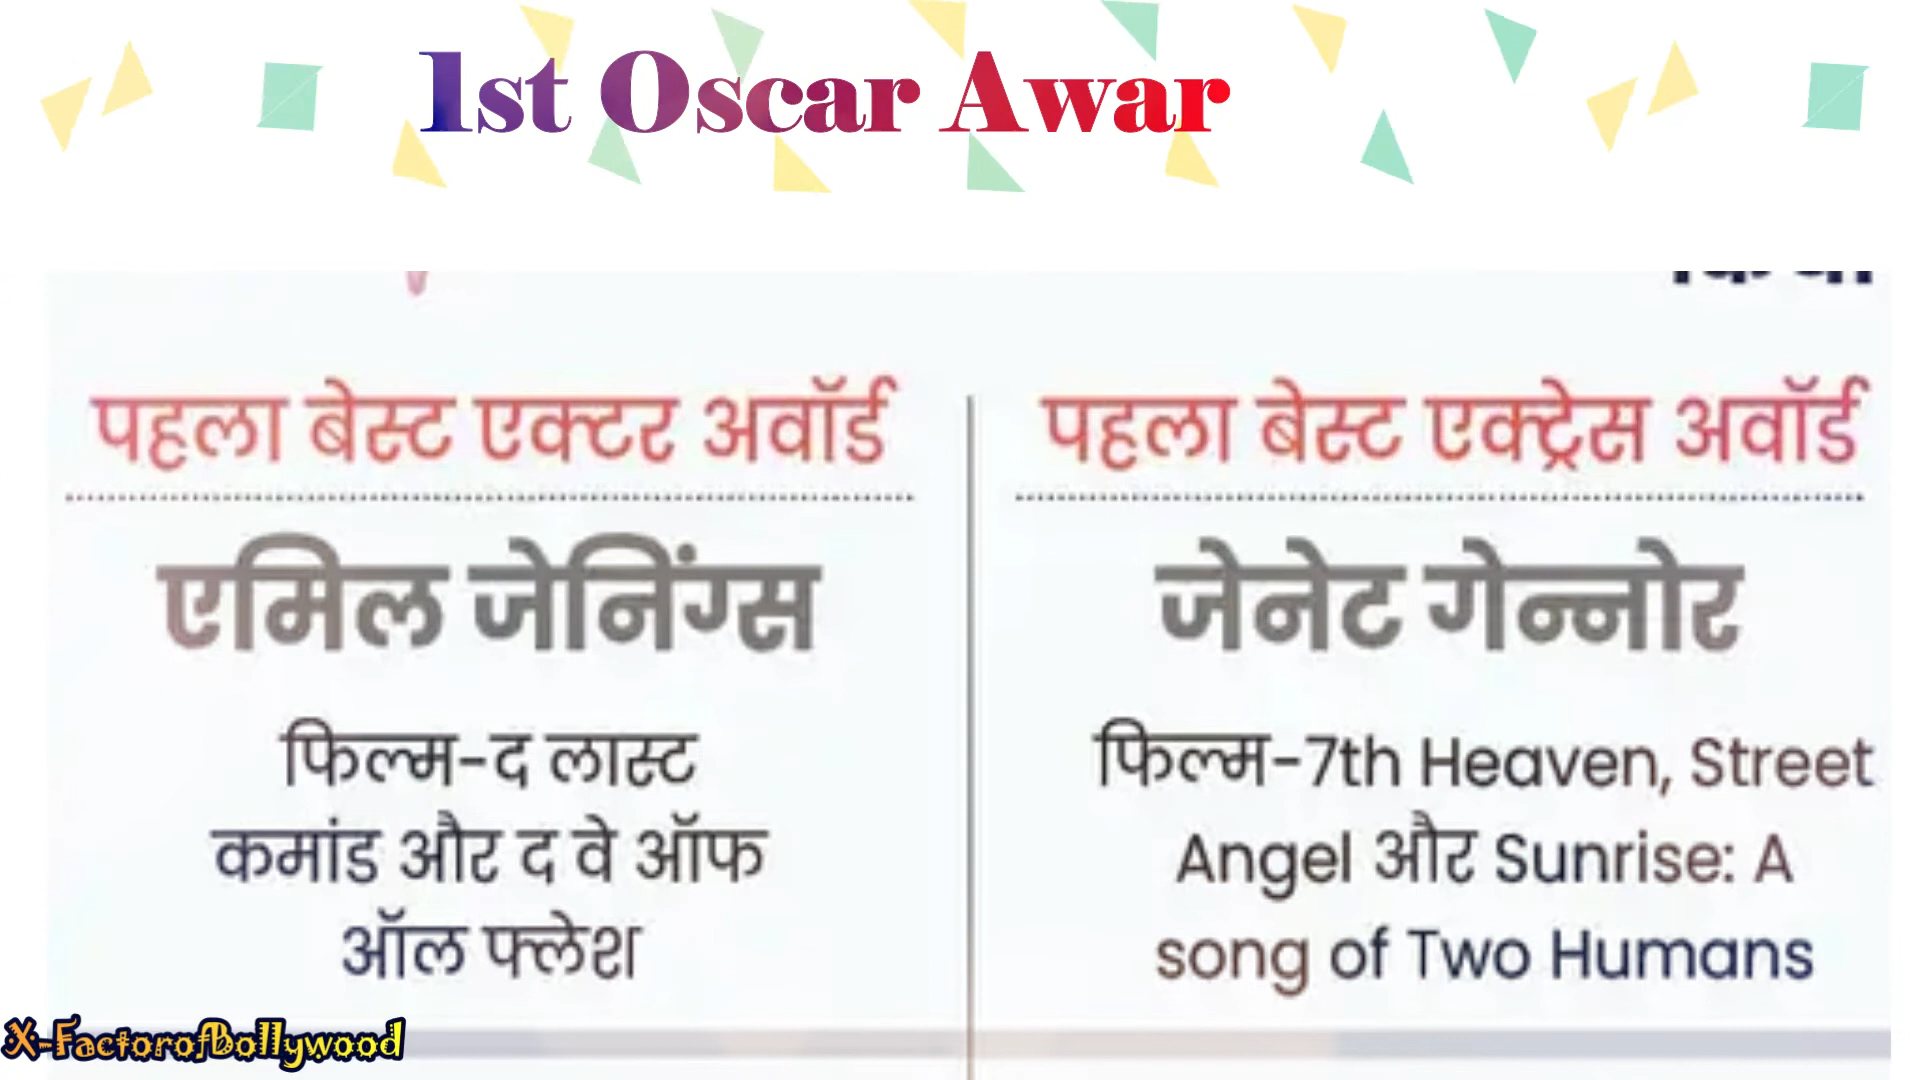 1st Oscar Awar
पहला बेस्ट एक्टर अवॉर्ड
एमिल जेनिंग्स
फिल्म-द लास्ट
कमांड और द वे ऑफ
ऑल फ्लेश
पहला बेस्ट एक्ट्रेस अवॉर्ड
जेनेट गेन्नोर
फिल्म-7th Heaven, Street
Angel और Sunrise: A
song of Two Humans
X-FactorofBollywood